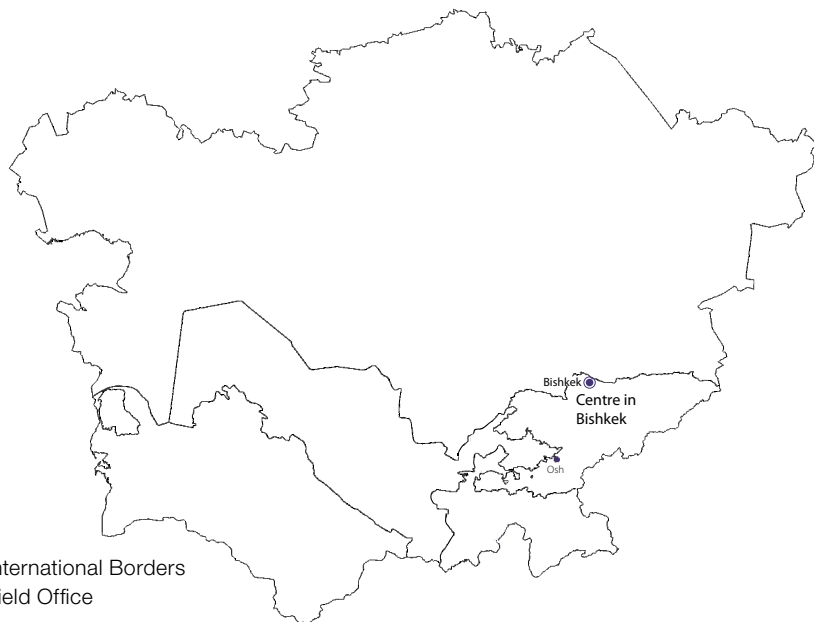 Bishkek
Centre in
Bishkek
Osh
nternational Borders
ield Office